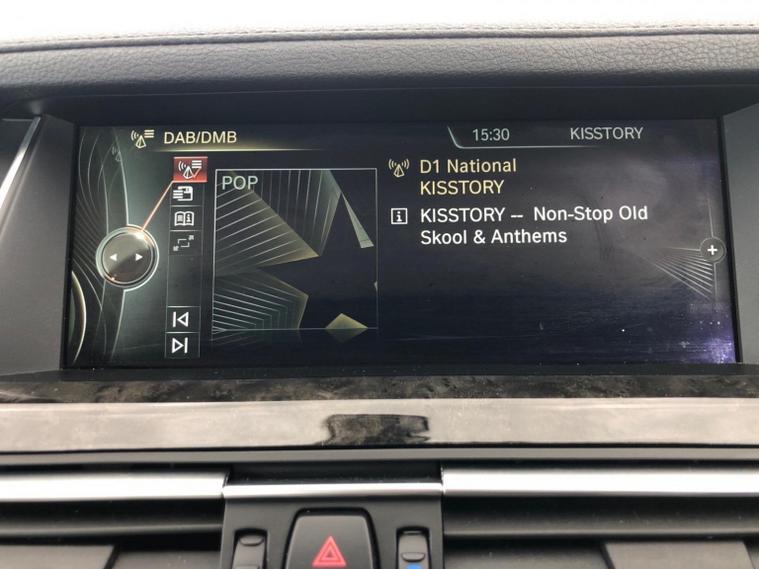 DAB/DMB
15:30
KISSTORY
POP
D1 National
KISSTORY
KISSTORY -- Non-Stop Old
Skool & Anthems